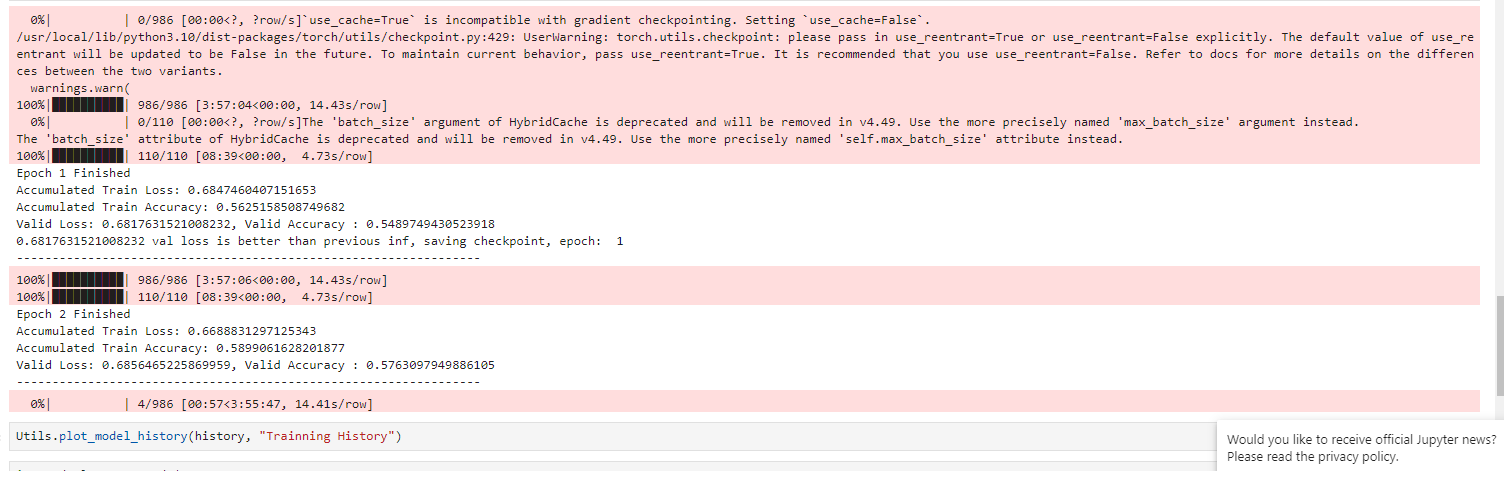 0%|          | 0/986 [00:00<?, ?row/s]`use_cache=True` is incompatible with gradient checkpointing. Setting `use_cache=False`.
/usr/local/lib/python3.10/dist-packages/torch/utils/checkpoint.py:429: UserWarning: torch.utils.checkpoint: please pass in use_reentrant=True or use_reentrant=False explicitly. The default value of use_re
entrant will be updated to be False in the future. To maintain current behavior, pass use_reentrant=True. It is recommended that you use use_reentrant=False. Refer to docs for more details on the differen
ces between the two variants.
warnings.warn(
100%|██████████| 986/986 [3:57:04<00:00, 14.43s/row]
0%|          | 0/110 [00:00<?, ?row/s]The 'batch_size' argument of HybridCache is deprecated and will be removed in v4.49. Use the more precisely named 'max_batch_size' argument instead.
The 'batch_size' attribute of HybridCache is deprecated and will be removed in v4.49. Use the more precisely named 'self.max_batch_size' attribute instead.
100%|██████████| 110/110 [08:39<00:00,  4.73s/row]
Epoch 1 Finished
Accumulated Train Loss: 0.6847460407151653
Accumulated Train Accuracy: 0.5625158508749682
Valid Loss: 0.6817631521008232, Valid Accuracy : 0.5489749430523918
0.6817631521008232 val loss is better than previous inf, saving checkpoint, epoch:  1
-----------------------------------------------------------------
100%|██████████| 986/986 [3:57:06<00:00, 14.43s/row]
100%|██████████| 110/110 [08:39<00:00,  4.73s/row]
Epoch 2 Finished
Accumulated Train Loss: 0.6688831297125343
Accumulated Train Accuracy: 0.5899061628201877
Valid Loss: 0.6856465225869959, Valid Accuracy : 0.5763097949886105
-----------------------------------------------------------------
0%|          | 4/986 [00:57<3:55:47, 14.41s/row]
Utils.plot_model_history(history, "Trainning History")
Would you like to receive official Jupyter news?
Please read the privacy policy.